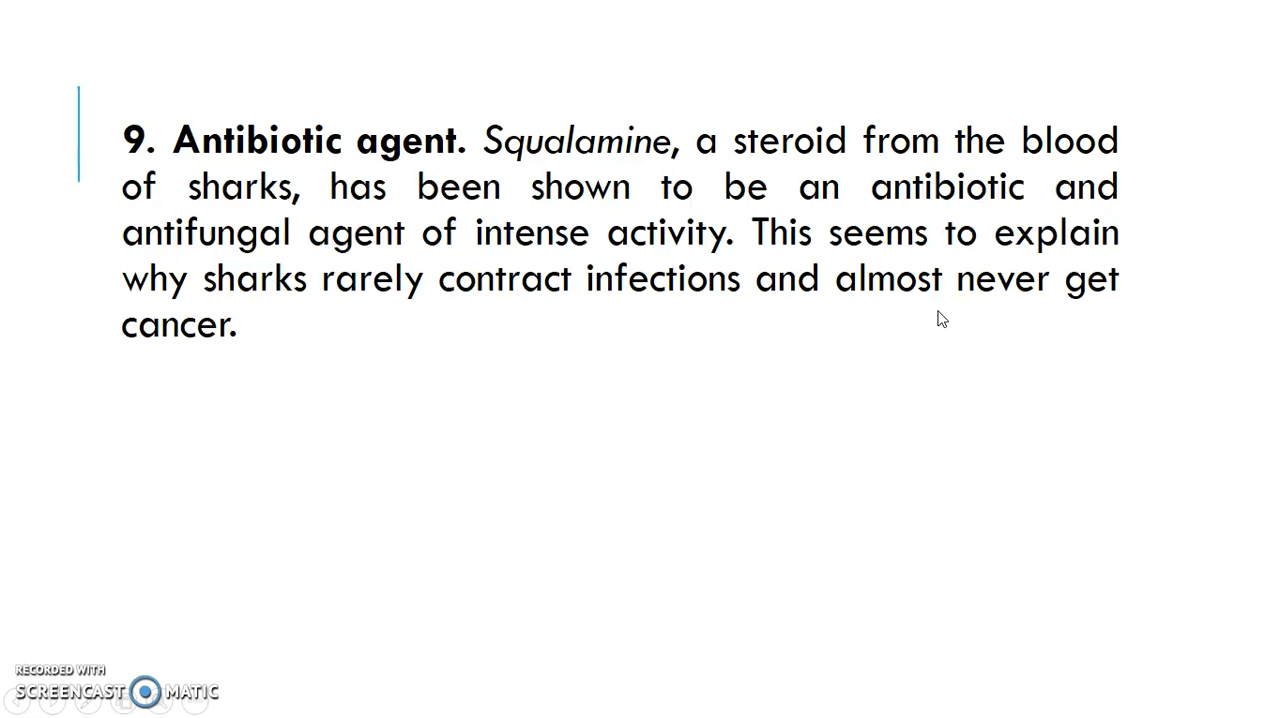 9. Antibiotic agent. Squalamine, a steroid from the blood
of sharks, has been shown to be an antibiotic and
antifungal agent of intense activity. This seems to explain
why sharks rarely contract infections and almost never get
cancer.
RECORDED WITH
SCREENCAST MATIC